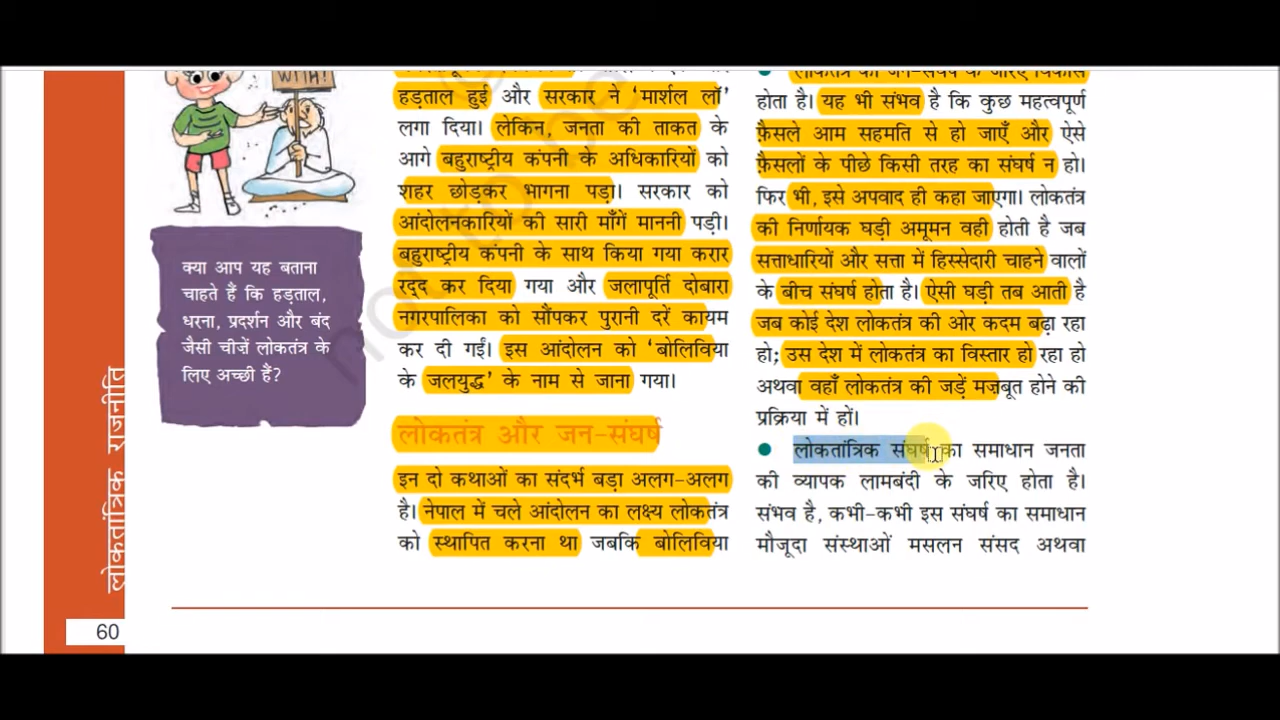 WITH!
क्या आप यह बताना
चाहते हैं कि हड़ताल,
धरना, प्रदर्शन और बंद
जैसी चीज़ें लोकतंत्र के
लिए अच्छी हैं?
लोकतांत्रिक राजनीति
60
हड़ताल हुई और सरकार ने 'मार्शल लॉ'
लगा दिया। लेकिन, जनता की ताकत के
आगे बहुराष्ट्रीय कंपनी के अधिकारियों को
शहर छोड़कर भागना पड़ा। सरकार को
आंदोलनकारियों की सारी माँगें माननी पड़ी।
बहुराष्ट्रीय कंपनी के साथ किया गया करार
रद्द कर दिया गया और जलापूर्ति दोबारा
नगरपालिका को सौंपकर पुरानी दरें कायम
कर दी गईं। इस आंदोलन को 'बोलिविया
के जलयुद्ध' के नाम से जाना गया।
लोकतंत्र और जन-संघर्ष
इन दो कथाओं का संदर्भ बड़ा अलग-अलग
है। नेपाल में चले आंदोलन का लक्ष्य लोकतंत्र
को स्थापित करना था जबकि बोलिविया
● लोकतंत्र का जन-संघर्ष के जरिए विकास
होता है। यह भी संभव है कि कुछ महत्वपूर्ण
फ़ैसले आम सहमति से हो जाएँ और ऐसे
फ़ैसलों के पीछे किसी तरह का संघर्ष न हो।
फिर भी, इसे अपवाद ही कहा जाएगा। लोकतंत्र
की निर्णायक घड़ी अमूमन वही होती है जब
सत्ताधारियों और सत्ता में हिस्सेदारी चाहने वालों
के बीच संघर्ष होता है। ऐसी घड़ी तब आती है
जब कोई देश लोकतंत्र की ओर कदम बढ़ा रहा
हो; उस देश में लोकतंत्र का विस्तार हो रहा हो
अथवा वहाँ लोकतंत्र की जड़ें मज़बूत होने की
प्रक्रिया में हों।
● लोकतांत्रिक संघर्ष का समाधान जनता
की व्यापक लामबंदी के जरिए होता है।
संभव है, कभी-कभी इस संघर्ष का समाधान
मौजूदा संस्थाओं मसलन संसद अथवा